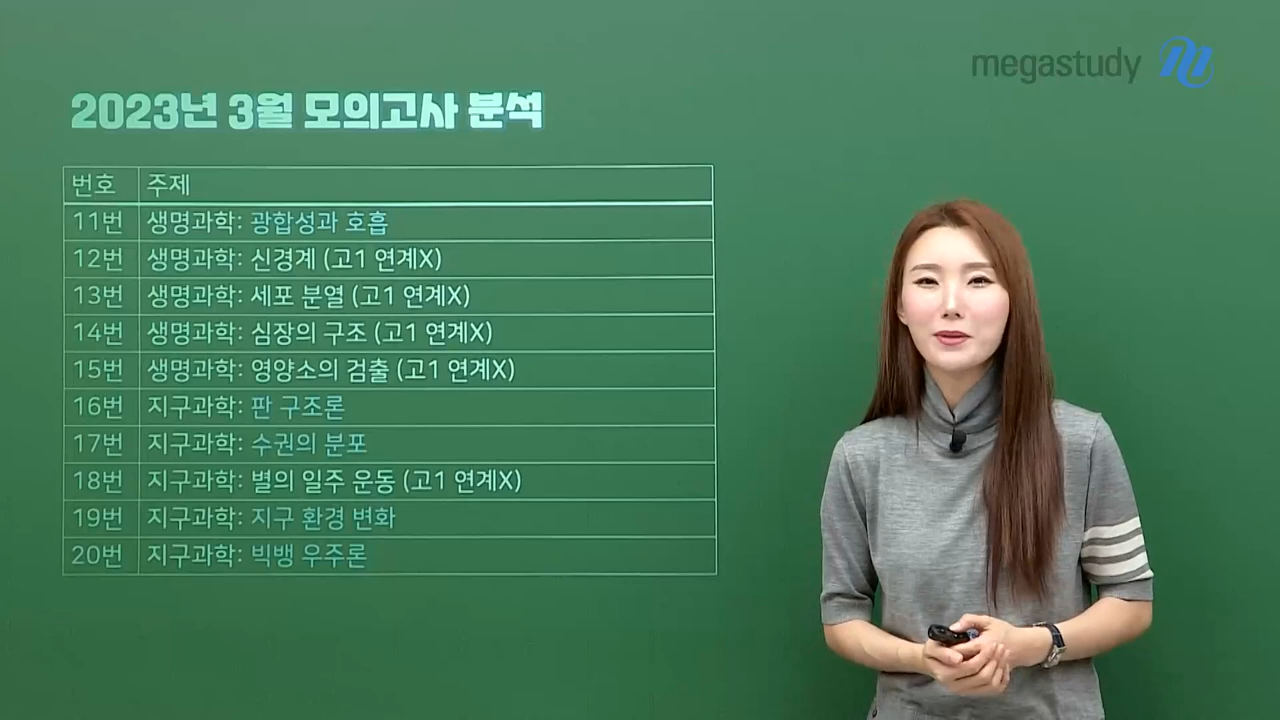 megastudy
2023년 3월 모의고사 분석
번호 주제
11번 생명과학: 광합성과 호흡
12번 생명과학: 신경계 (고1 연계X)
13번 생명과학: 세포 분열 (고1 연계X)
14번 생명과학: 심장의 구조 (고1 연계X)
15번 생명과학: 영양소의 검출 (고1 연계X)
16번 지구과학: 판 구조론
17번 지구과학: 수권의 분포
18번 지구과학: 별의 일주 운동 (고1 연계X)
19번 지구과학: 지구 환경 변화
20번 지구과학: 빅뱅 우주론